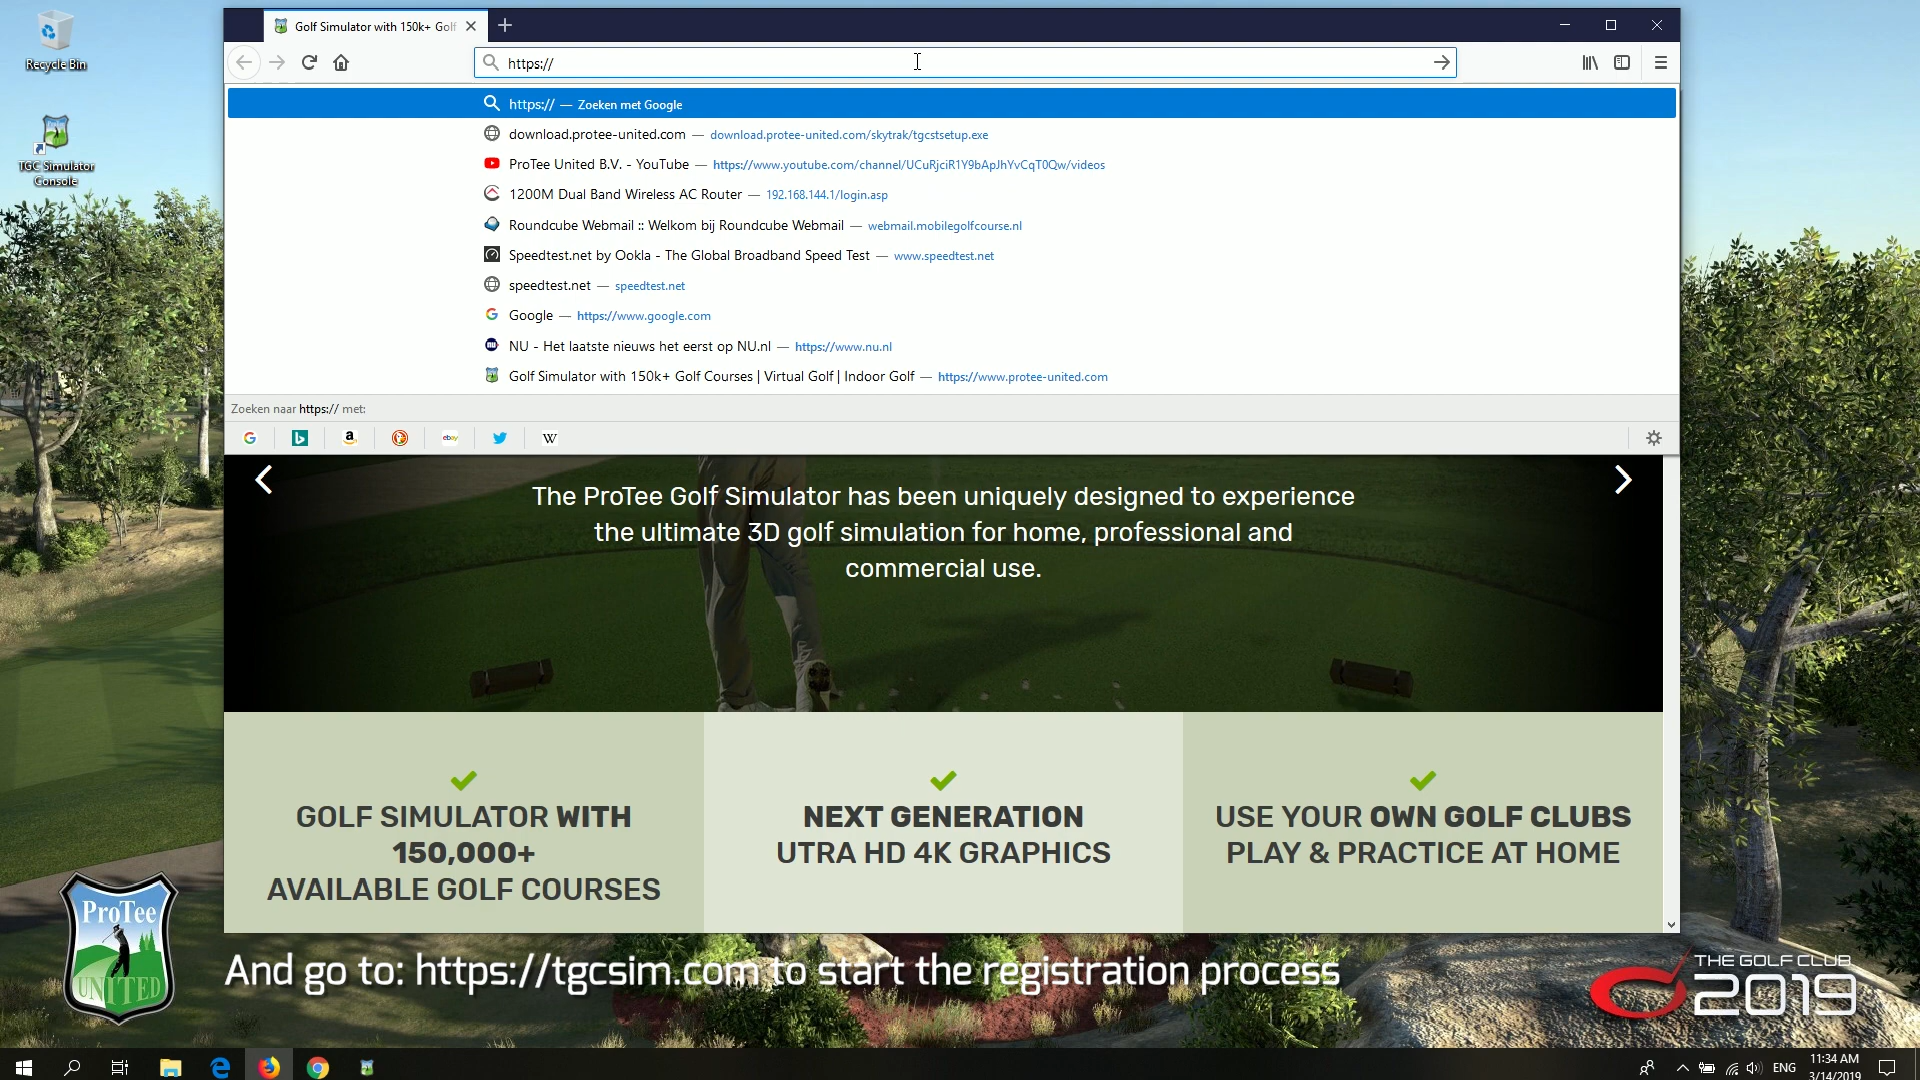 Recycle Bin
TGC Simulator
Console
Golf Simulator with 150k+ Golf
https://
https:// — Zoeken met Google
download.protee-united.com — download.protee-united.com/skytrak/tgcstsetup.exe
ProTee United B.V. - YouTube — https://www.youtube.com/channel/UCuRjciR1Y9bApJhYvCqT0Qw/videos
1200M Dual Band Wireless AC Router — 192.168.144.1/login.asp
Roundcube Webmail :: Welkom bij Roundcube Webmail — webmail.mobilegolfcourse.nl
Speedtest.net by Ookla - The Global Broadband Speed Test — www.speedtest.net
speedtest.net — speedtest.net
Google — https://www.google.com
NU - Het laatste nieuws het eerst op NU.nl — https://www.nu.nl
Golf Simulator with 150k+ Golf Courses | Virtual Golf | Indoor Golf — https://www.protee-united.com
Zoeken naar https:// met:
The ProTee Golf Simulator has been uniquely designed to experience
the ultimate 3D golf simulation for home, professional and
commercial use.
GOLF SIMULATOR WITH
150,000+
AVAILABLE GOLF COURSES
NEXT GENERATION
UTRA HD 4K GRAPHICS
USE YOUR OWN GOLF CLUBS
PLAY & PRACTICE AT HOME
ProTee
UNITED
And go to: https://tgcsim.com to start the registration process
THE GOLF CLUB
2019
ENG
11:34 AM
3/14/2019